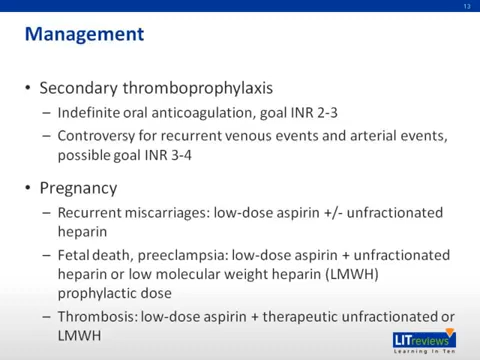 13
Management
• Secondary thromboprophylaxis
– Indefinite oral anticoagulation, goal INR 2-3
– Controversy for recurrent venous events and arterial events,
possible goal INR 3-4
• Pregnancy
– Recurrent miscarriages: low-dose aspirin +/- unfractionated
heparin
– Fetal death, preeclampsia: low-dose aspirin + unfractionated
heparin or low molecular weight heparin (LMWH)
prophylactic dose
– Thrombosis: low-dose aspirin + therapeutic unfractionated or
LMWH
LITreviews
Learning In Ten